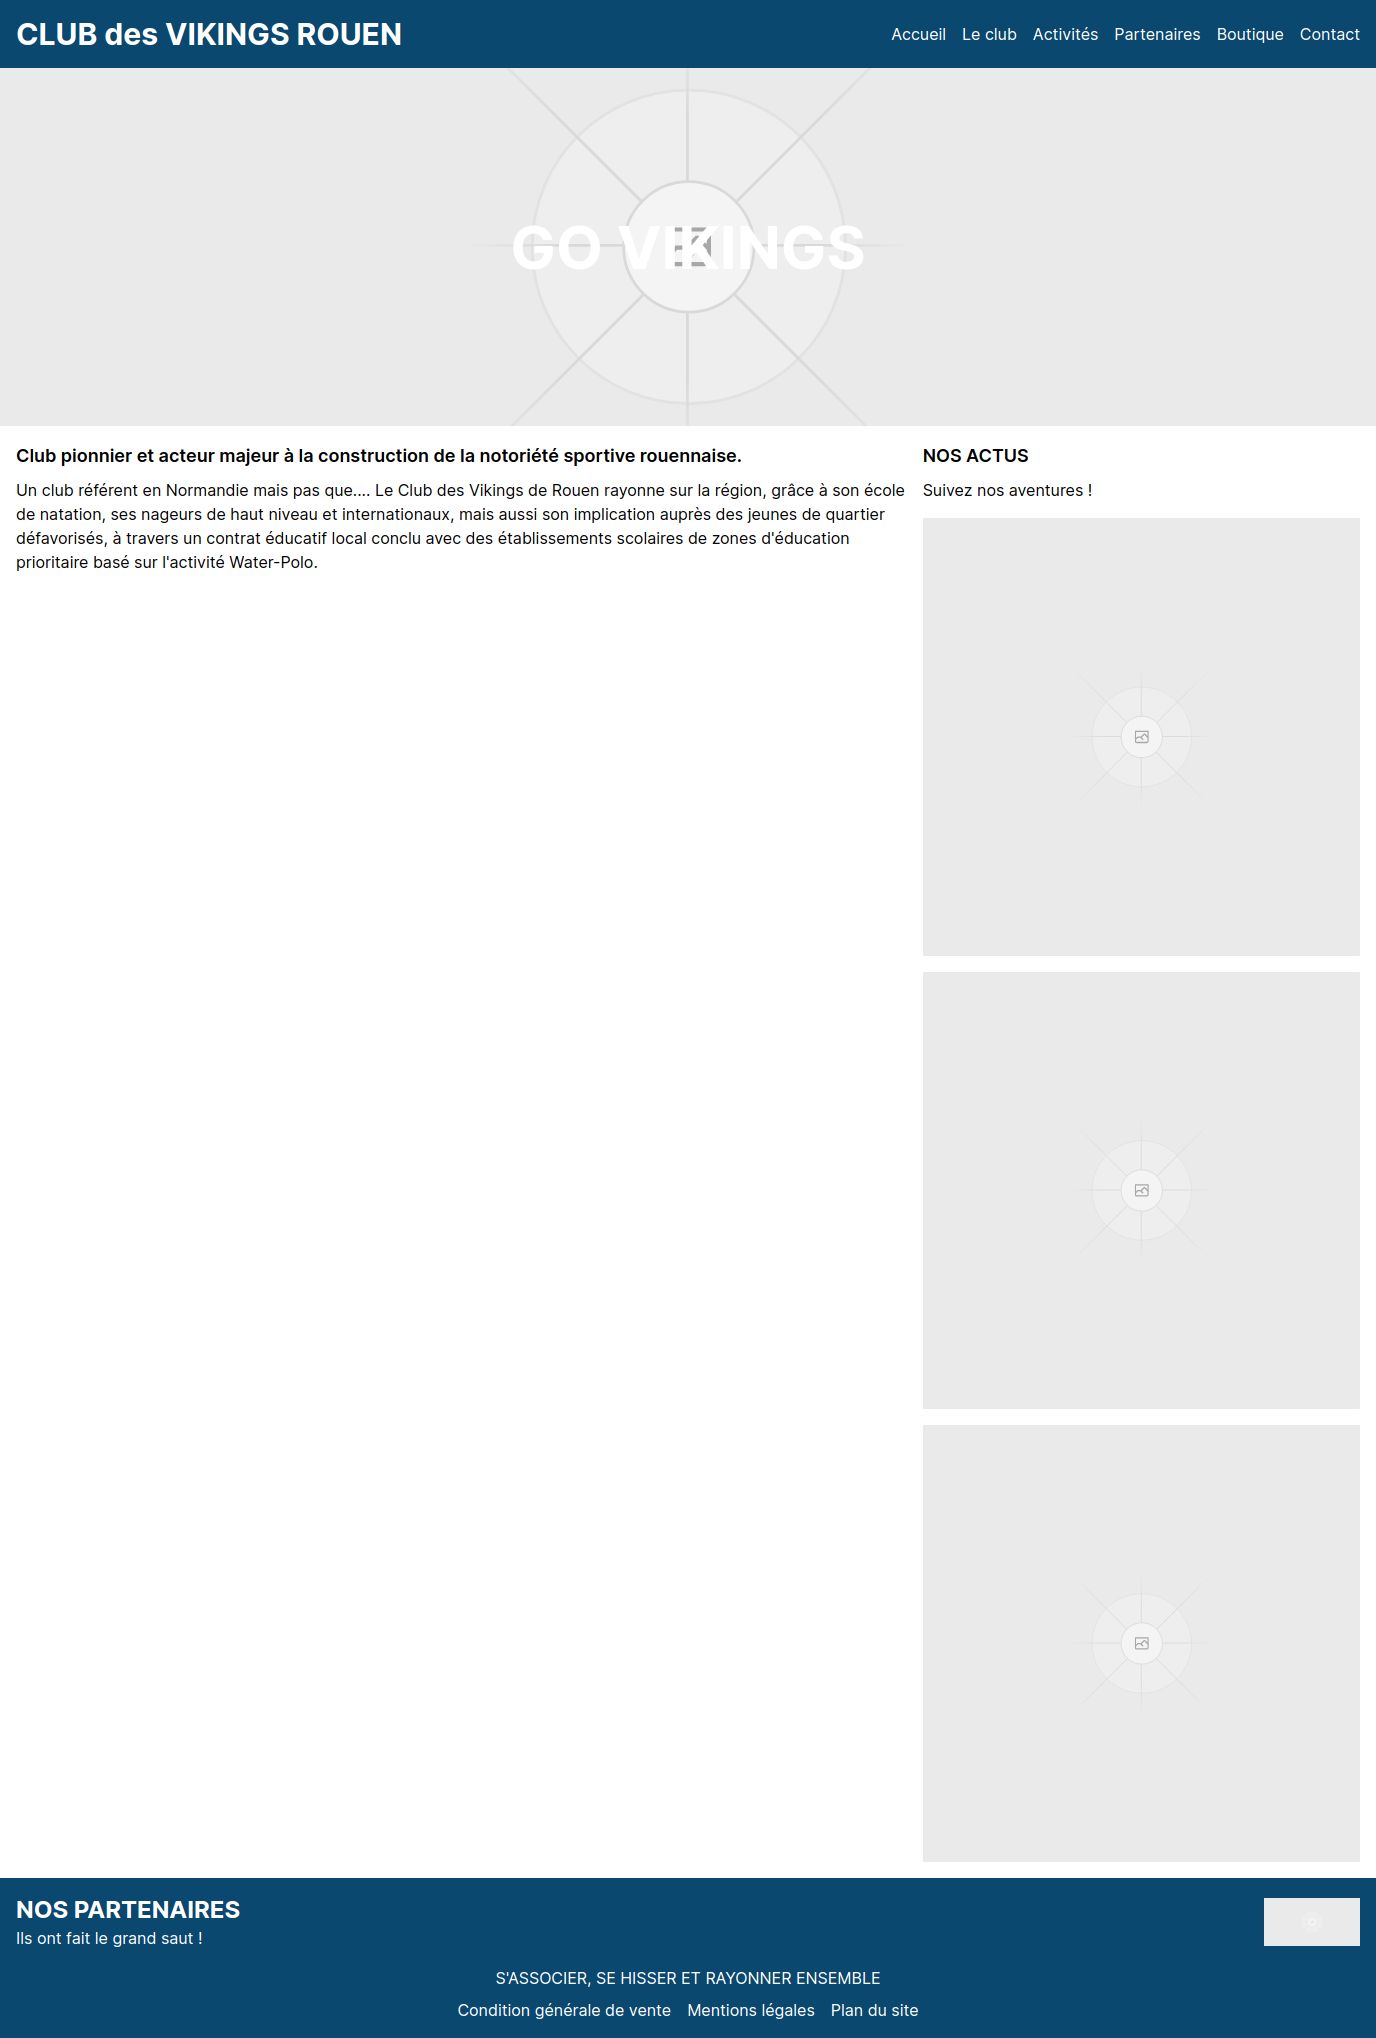 CLUB des VIKINGS ROUEN
Accueil Le club Activités Partenaires Boutique Contact
GO VIKINGS
Club pionnier et acteur majeur à la construction de la notoriété sportive rouennaise.
Un club référent en Normandie mais pas que.... Le Club des Vikings de Rouen rayonne sur la région, grâce à son école
de natation, ses nageurs de haut niveau et internationaux, mais aussi son implication auprès des jeunes de quartier
défavorisés, à travers un contrat éducatif local conclu avec des établissements scolaires de zones d'éducation
prioritaire basé sur l'activité Water-Polo.
NOS ACTUS
Suivez nos aventures !
NOS PARTENAIRES
Ils ont fait le grand saut !
S'ASSOCIER, SE HISSER ET RAYONNER ENSEMBLE
Condition générale de vente Mentions légales Plan du site